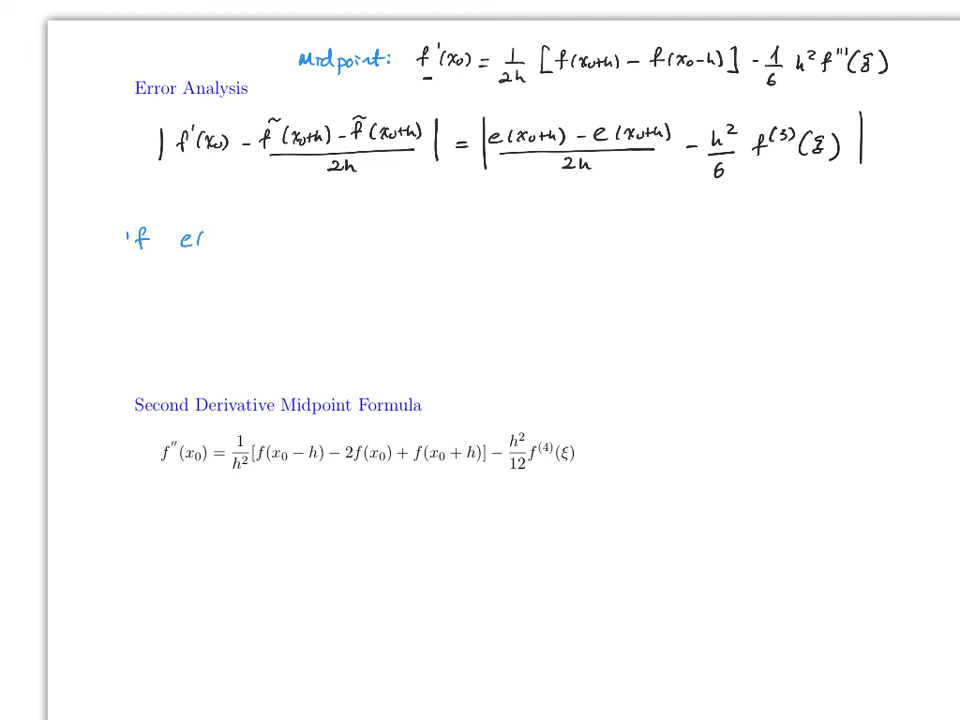 Midpoint: f'(x₀) = 1/2h [f(x₀+h) − f(x₀−h)] − 1/6 h² f'''(ξ)
Error Analysis
| f'(x₀) − (f̃(x₀+h) − f̃(x₀+h))/2h | = | (e(x₀+h) − e(x₀+h))/2h − h²/6 f⁽³⁾(ξ) |
if er
Second Derivative Midpoint Formula
f''(x₀) = 1/h² [f(x₀ − h) − 2f(x₀) + f(x₀ + h)] − h²/12 f⁽⁴⁾(ξ)